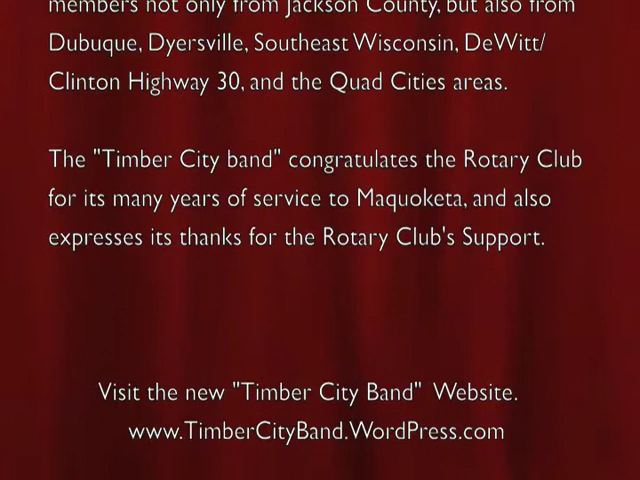 members not only from Jackson County, but also from
Dubuque, Dyersville, Southeast Wisconsin, DeWitt/
Clinton Highway 30, and the Quad Cities areas.
The "Timber City band" congratulates the Rotary Club
for its many years of service to Maquoketa, and also
expresses its thanks for the Rotary Club's Support.
Visit the new "Timber City Band" Website.
www.TimberCityBand.WordPress.com